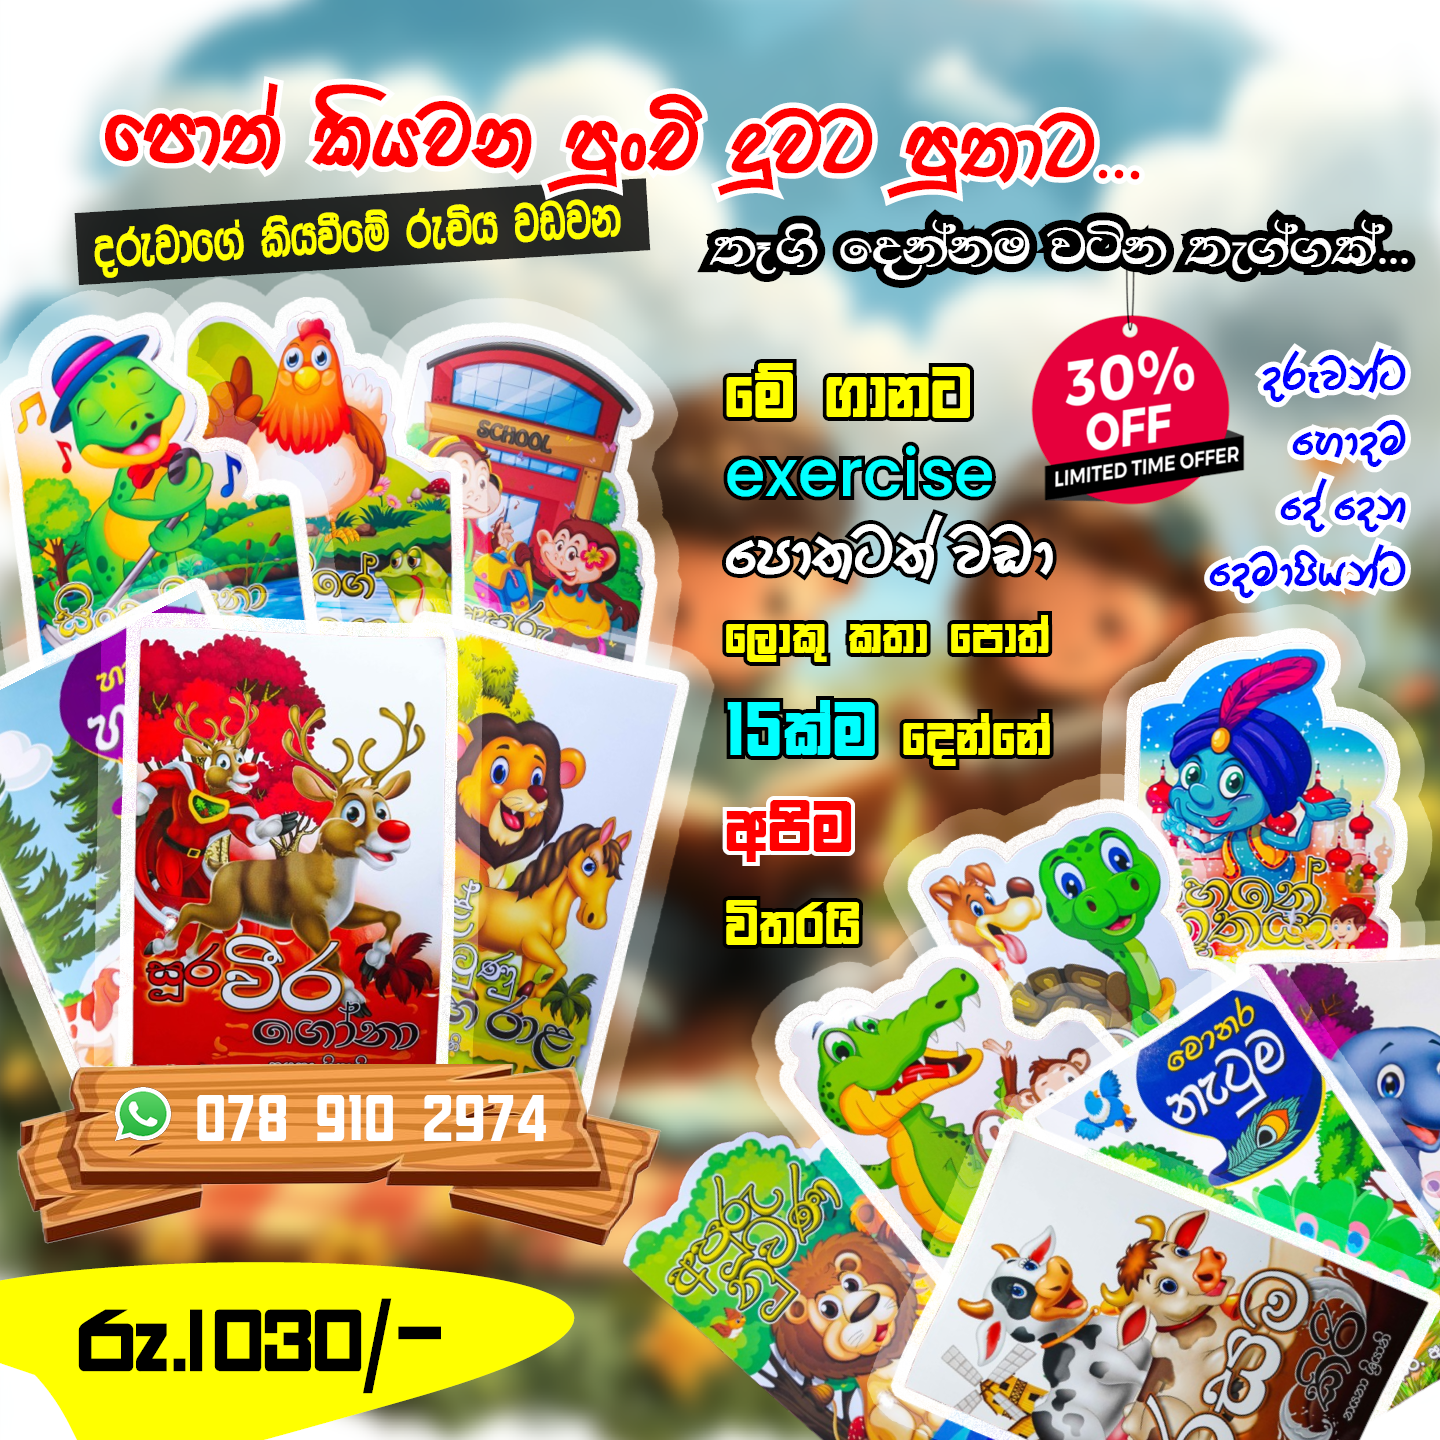 පොත් කියවන පුංචි දූවට පුතාට...
දරුවාගේ කියවීමේ රුචිය වඩවන
තෑගි දෙන්නම වටින තෑග්ගක්...
30%
OFF
LIMITED TIME OFFER
මේ ගානට
exercise
පොතටත් වඩා
ලොකු කතා පොත්
15ක්ම දෙන්නේ
අපිම
විතරයි
දරුවන්ට
හොදම
දේ දෙන
දෙමාපියන්ට
SCHOOL
සූර වීර
ගෝනා
078 910 2974
මොනර
නැටුම
රු.1030/-